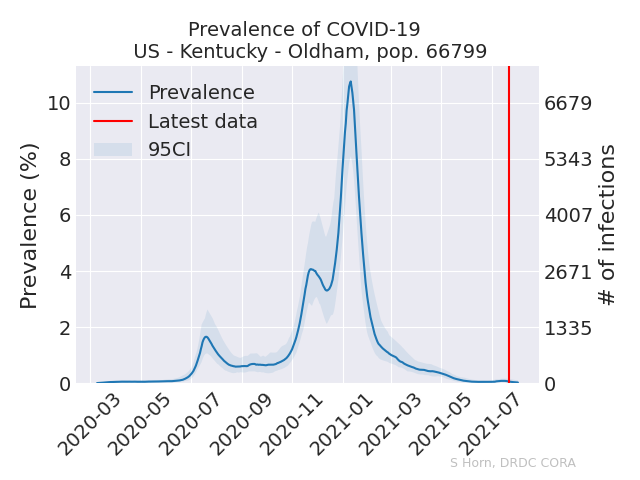 Prevalence of COVID-19
US - Kentucky - Oldham, pop. 66799
Prevalence
Latest data
95CI
Prevalence (%)
10
8
6
4
2
0
6679
5343
4007
2671
1335
0
# of infections
2020-03
2020-05
2020-07
2020-09
2020-11
2021-01
2021-03
2021-05
2021-07
S Horn, DRDC CORA